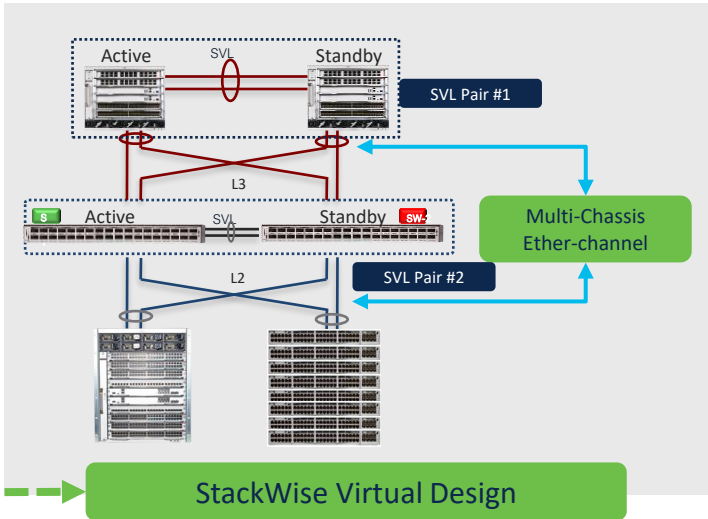 Active
SVL
Standby
SVL Pair #1
L3
S
Active
SVL
Standby
SW-
Multi-Chassis
Ether-channel
L2
SVL Pair #2
StackWise Virtual Design